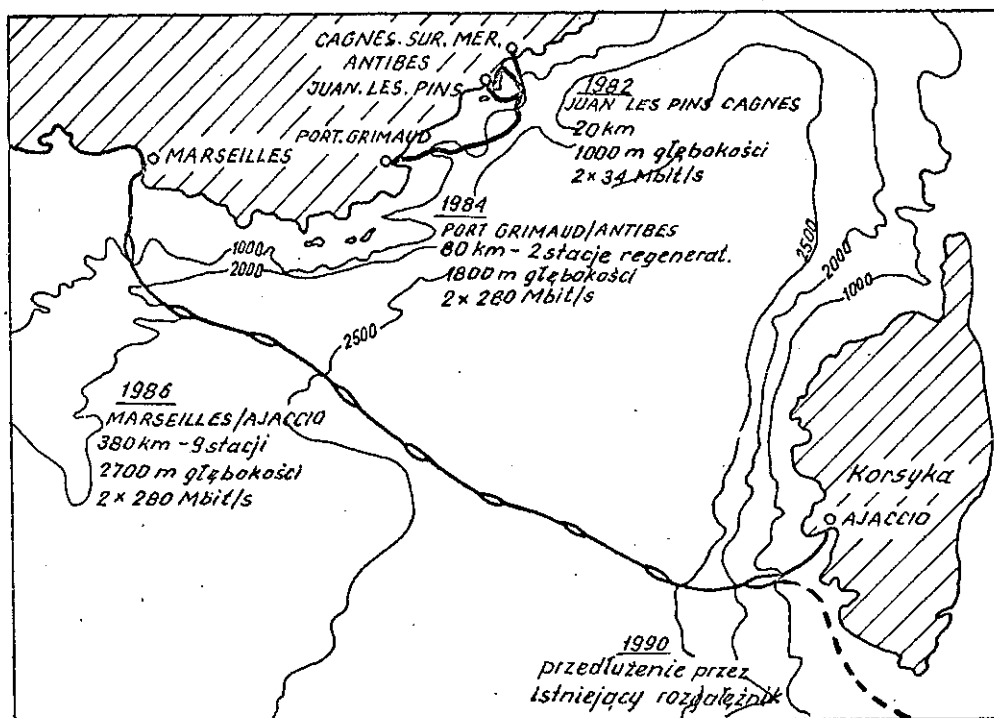 CAGNES. SUR. MER.
ANTIBES
JUAN. LES. PINS
PORT. GRIMAUD
MARSEILLES
1982
JUAN LES PINS CAGNES
20km
1000 m głębokości
2 × 34 Mbit/s
1984
PORT GRIMAUD/ANTIBES
80 km - 2 stacje regenerat.
1800 m głębokości
2 × 280 Mbit/s
1000
2000
2500
2500
2000
1000
1986
MARSEILLES/AJACCIO
380 km - 9 stacji
2700 m głębokości
2 × 280 Mbit/s
Korsyka
AJACCIO
1990
przedłużenie przez
istniejący rozgałęźnik